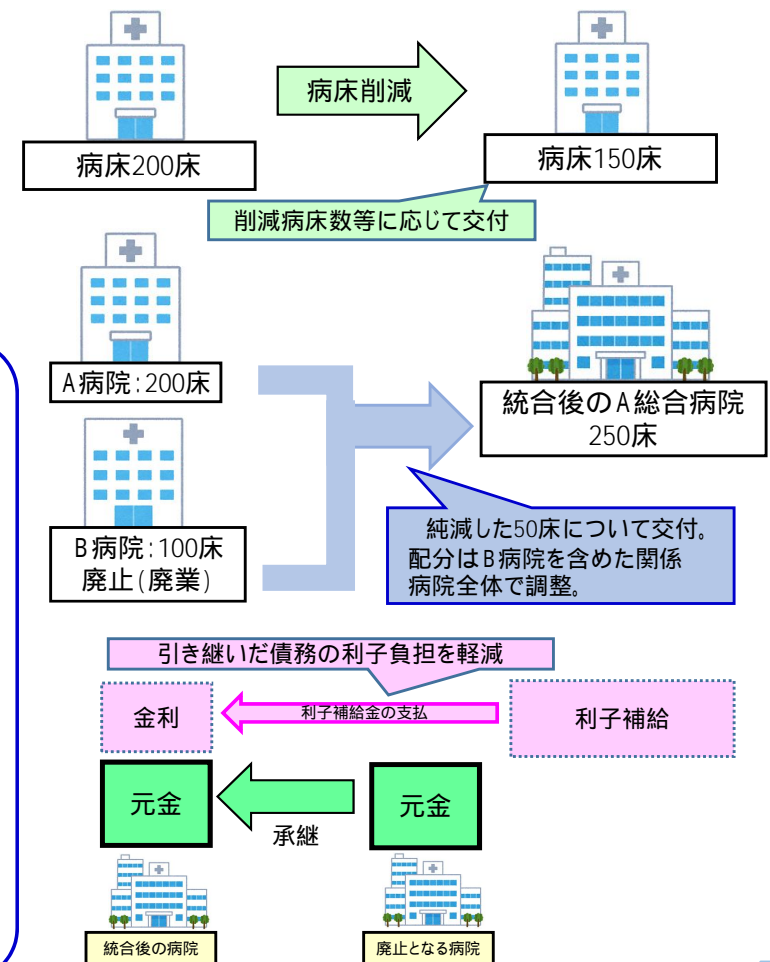 病床削減
病床200床
病床150床
削減病床数等に応じて交付
A病院:200床
B病院:100床
廃止(廃業)
統合後のA総合病院
250床
純減した50床について交付。
配分はB病院を含めた関係
病院全体で調整。
引き継いだ債務の利子負担を軽減
金利
利子補給金の支払
利子補給
元金
承継
元金
統合後の病院
廃止となる病院